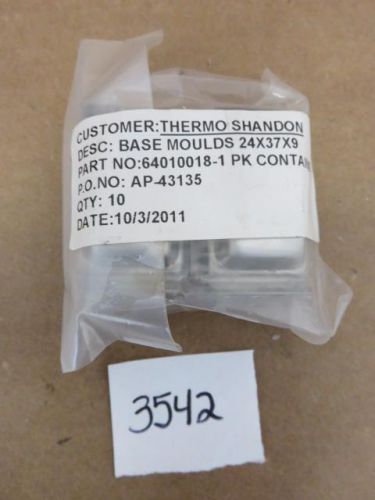 CUSTOMER:THERMO SHANDON
DESC: BASE MOULDS 24X37X9
PART NO:64010018-1 PK CONTAI
P.O.NO: AP-43135
QTY: 10
DATE:10/3/2011
3542